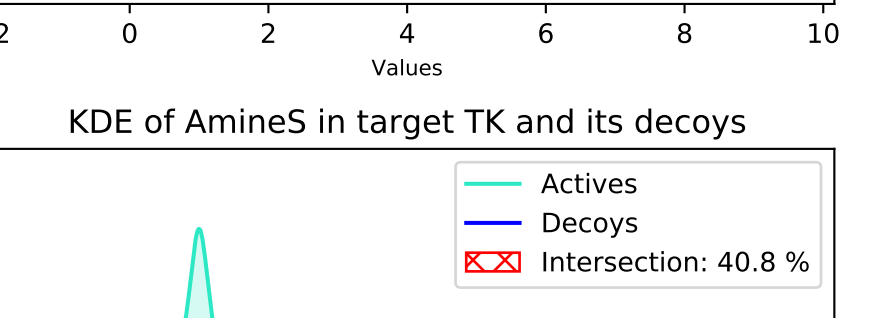 2 0 2 4 6 8 10
Values
KDE of AmineS in target TK and its decoys
Actives
Decoys
Intersection: 40.8 %